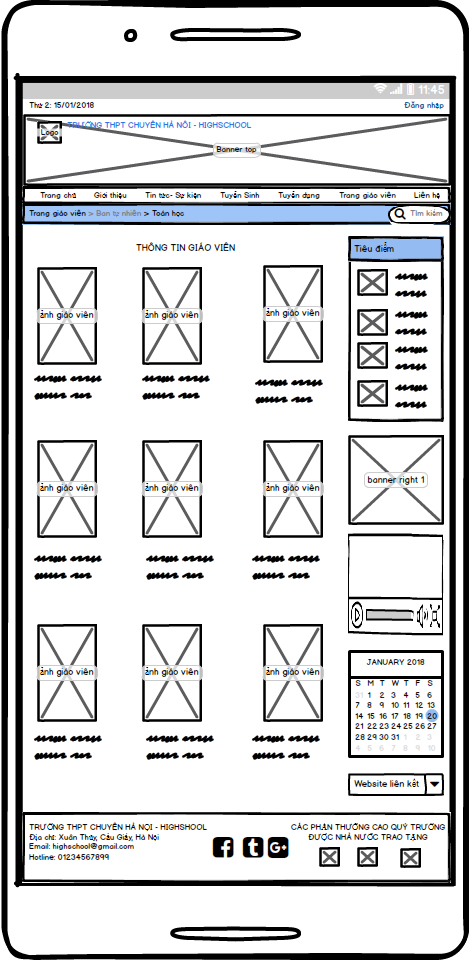 11:45
Thứ 2: 15/01/2018 Đăng nhập
Logo
TRƯỜNG THPT CHUYÊN HÀ NỘI - HIGHSCHOOL
Banner top
Trang chủ Giới thiệu Tin tức- Sự kiện Tuyển Sinh Tuyển dụng Trang giáo viên Liên hệ
Trang giáo viên > Ban tự nhiên > Toán học Tìm kiếm
THÔNG TIN GIÁO VIÊN
Tiêu điểm
ảnh giáo viên ảnh giáo viên ảnh giáo viên
ảnh giáo viên ảnh giáo viên ảnh giáo viên
banner right 1
ảnh giáo viên ảnh giáo viên ảnh giáo viên
JANUARY 2018
S M T W T F S
31 1 2 3 4 5 6
7 8 9 10 11 12 13
14 15 16 17 18 19 20
21 22 23 24 25 26 27
28 29 30 31 1 2 3
4 5 6 7 8 9 10
Website liên kết
TRƯỜNG THPT CHUYÊN HÀ NỘI - HIGHSHOOL
Địa chỉ: Xuân Thủy, Cầu Giấy, Hà Nội
Email: highschool@gmail.com
Hotline: 01234567899
f t G+
CÁC PHẦN THƯỞNG CAO QUÝ TRƯỜNG
ĐƯỢC NHÀ NƯỚC TRAO TẶNG